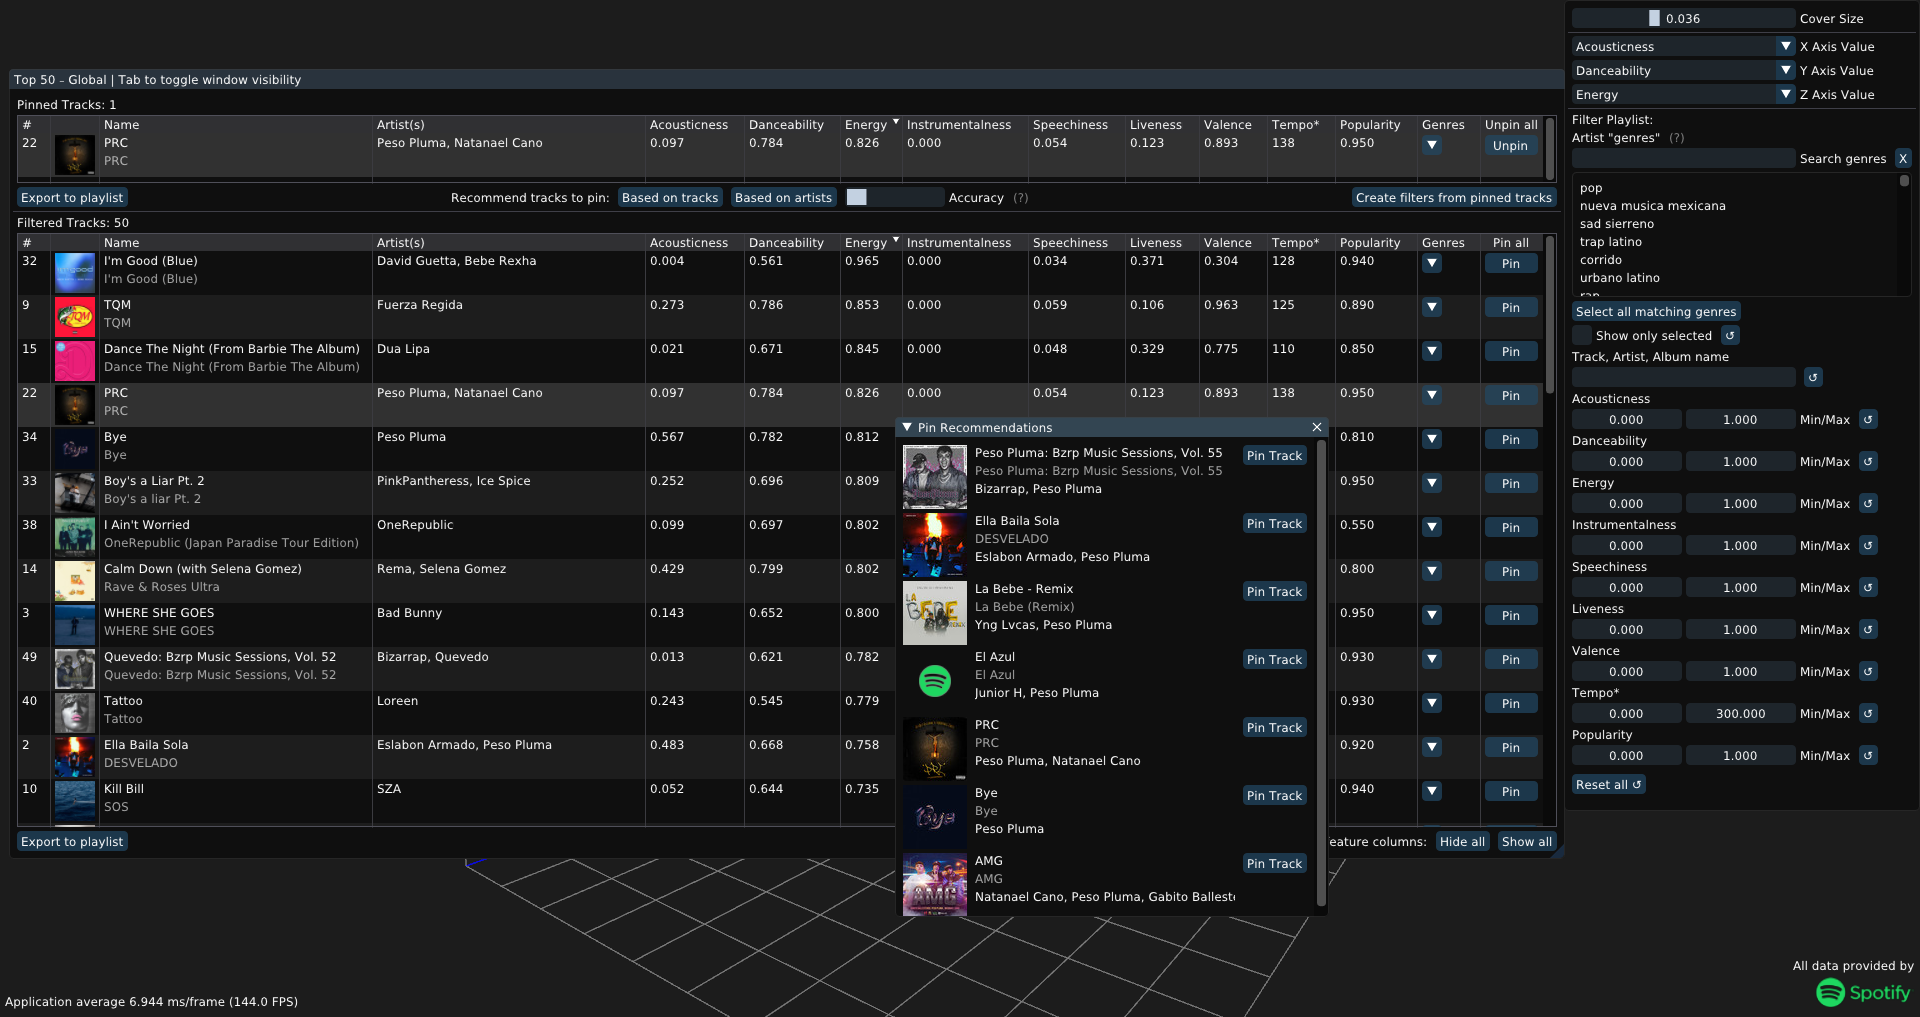 0.036 Cover Size
Acousticness X Axis Value
Danceability Y Axis Value
Energy Z Axis Value
Top 50 - Global | Tab to toggle window visibility
Pinned Tracks: 1
# Name Artist(s) Acousticness Danceability Energy Instrumentalness Speechiness Liveness Valence Tempo* Popularity Genres Unpin all
22 PRC Peso Pluma, Natanael Cano 0.097 0.784 0.826 0.000 0.054 0.123 0.893 138 0.950 Unpin
PRC
Export to playlist Recommend tracks to pin: Based on tracks Based on artists Accuracy (?) Create filters from pinned tracks
Filtered Tracks: 50
# Name Artist(s) Acousticness Danceability Energy Instrumentalness Speechiness Liveness Valence Tempo* Popularity Genres Pin all
32 I'm Good (Blue) David Guetta, Bebe Rexha 0.004 0.561 0.965 0.000 0.034 0.371 0.304 128 0.940 Pin
I'm Good (Blue)
9 TQM Fuerza Regida 0.273 0.786 0.853 0.000 0.059 0.106 0.963 125 0.890 Pin
TQM
15 Dance The Night (From Barbie The Album) Dua Lipa 0.021 0.671 0.845 0.000 0.048 0.329 0.775 110 0.850 Pin
Dance The Night (From Barbie The Album)
22 PRC Peso Pluma, Natanael Cano 0.097 0.784 0.826 0.000 0.054 0.123 0.893 138 0.950 Pin
PRC
34 Bye Peso Pluma 0.567 0.782 0.812 0.810 Pin
Bye
33 Boy's a Liar Pt. 2 PinkPantheress, Ice Spice 0.252 0.696 0.809 0.950 Pin
Boy's a liar Pt. 2
38 I Ain't Worried OneRepublic 0.099 0.697 0.802 0.550 Pin
OneRepublic (Japan Paradise Tour Edition)
14 Calm Down (with Selena Gomez) Rema, Selena Gomez 0.429 0.799 0.802 0.800 Pin
Rave & Roses Ultra
3 WHERE SHE GOES Bad Bunny 0.143 0.652 0.800 0.950 Pin
WHERE SHE GOES
49 Quevedo: Bzrp Music Sessions, Vol. 52 Bizarrap, Quevedo 0.013 0.621 0.782 0.930 Pin
Quevedo: Bzrp Music Sessions, Vol. 52
40 Tattoo Loreen 0.243 0.545 0.779 0.930 Pin
Tattoo
2 Ella Baila Sola Eslabon Armado, Peso Pluma 0.483 0.668 0.758 0.920 Pin
DESVELADO
10 Kill Bill SZA 0.052 0.644 0.735 0.940 Pin
SOS
Export to playlist eature columns: Hide all Show all
Pin Recommendations
Peso Pluma: Bzrp Music Sessions, Vol. 55 Pin Track
Peso Pluma: Bzrp Music Sessions, Vol. 55
Bizarrap, Peso Pluma
Ella Baila Sola Pin Track
DESVELADO
Eslabon Armado, Peso Pluma
La Bebe - Remix Pin Track
La Bebe (Remix)
Yng Lvcas, Peso Pluma
El Azul Pin Track
El Azul
Junior H, Peso Pluma
PRC Pin Track
PRC
Peso Pluma, Natanael Cano
Bye Pin Track
Bye
Peso Pluma
AMG Pin Track
AMG
Natanael Cano, Peso Pluma, Gabito Balleste
Filter Playlist:
Artist "genres" (?)
Search genres X
pop
nueva musica mexicana
sad sierreno
trap latino
corrido
urbano latino
rap
Select all matching genres
Show only selected
Track, Artist, Album name
Acousticness
0.000 1.000 Min/Max
Danceability
0.000 1.000 Min/Max
Energy
0.000 1.000 Min/Max
Instrumentalness
0.000 1.000 Min/Max
Speechiness
0.000 1.000 Min/Max
Liveness
0.000 1.000 Min/Max
Valence
0.000 1.000 Min/Max
Tempo*
0.000 300.000 Min/Max
Popularity
0.000 1.000 Min/Max
Reset all
All data provided by
Spotify
Application average 6.944 ms/frame (144.0 FPS)